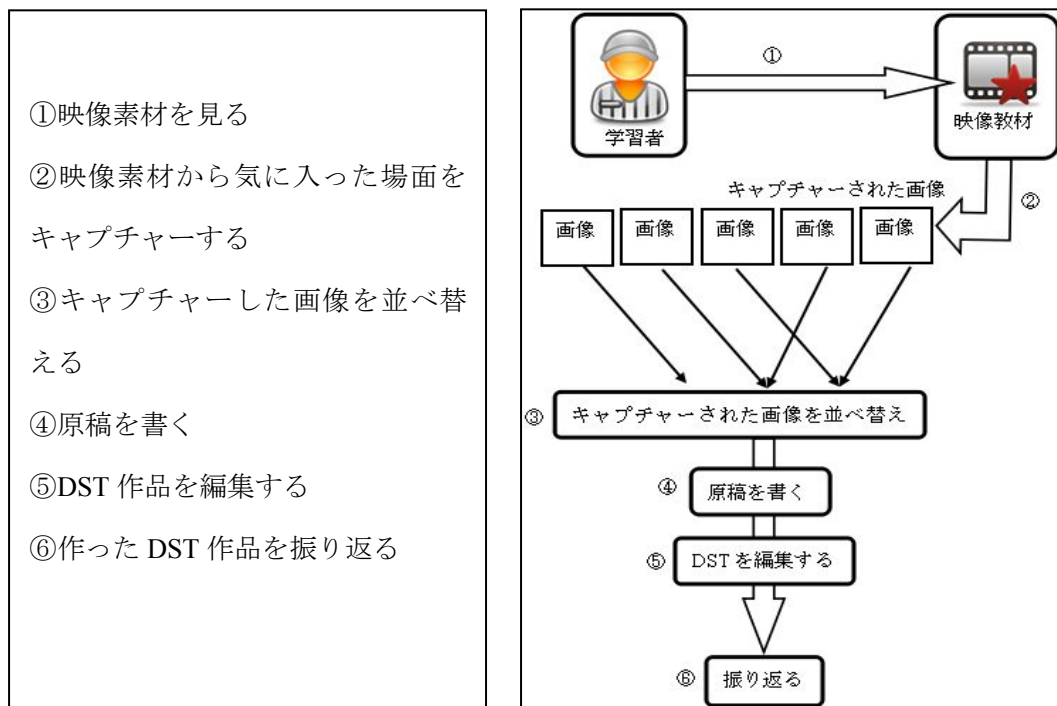 ①映像素材を見る
②映像素材から気に入った場面を
キャプチャーする
③キャプチャーした画像を並べ替
える
④原稿を書く
⑤DST 作品を編集する
⑥作った DST 作品を振り返る
①
学習者
映像教材
キャプチャーされた画像
②
画像 画像 画像 画像 画像
③ キャプチャーされた画像を並べ替え
④ 原稿を書く
⑤ DSTを編集する
⑥ 振り返る